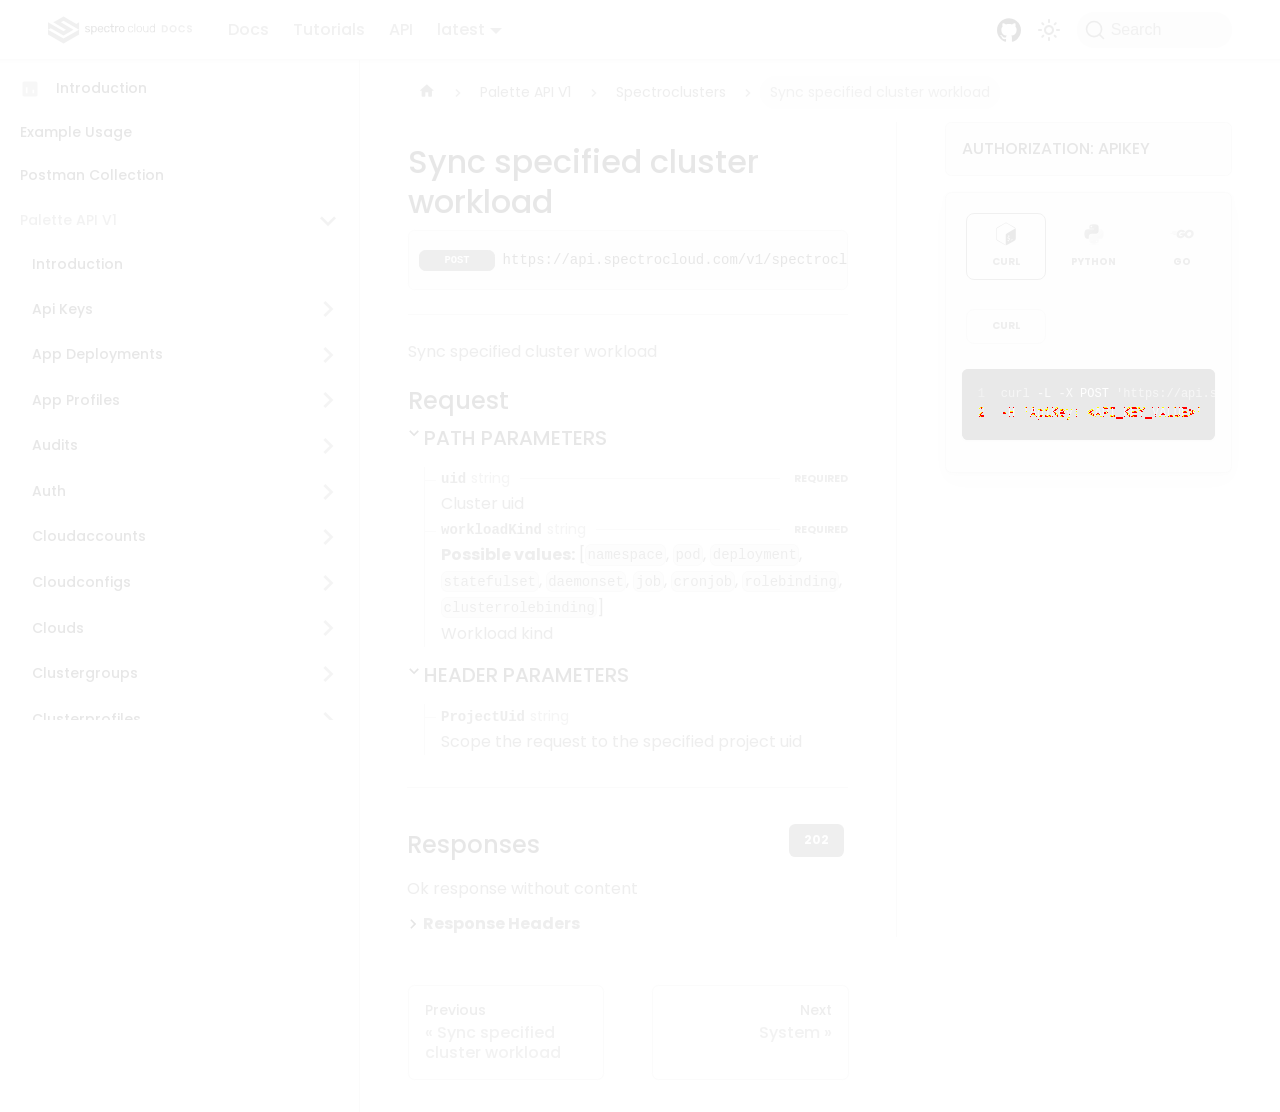 spectro cloud DOCS Docs Tutorials API latest Search
Introduction
Example Usage
Postman Collection
Palette API V1
Introduction
Api Keys
App Deployments
App Profiles
Audits
Auth
Cloudaccounts
Cloudconfigs
Clouds
Clustergroups
Clusterprofiles
Palette API V1 Spectroclusters Sync specified cluster workload
Sync specified cluster
workload
POST https://api.spectrocloud.com/v1/spectrocl
Sync specified cluster workload
Request
PATH PARAMETERS
uid string REQUIRED
Cluster uid
workloadKind string REQUIRED
Possible values: [namespace, pod, deployment,
statefulset, daemonset, job, cronjob, rolebinding,
clusterrolebinding]
Workload kind
HEADER PARAMETERS
ProjectUid string
Scope the request to the specified project uid
Responses
202
Ok response without content
Response Headers
Previous
« Sync specified
cluster workload
Next
System »
AUTHORIZATION: APIKEY
CURL PYTHON GO
CURL
1 curl -L -X POST 'https://api.s
2 -H 'ApiKey: <API_KEY_VALUE>'